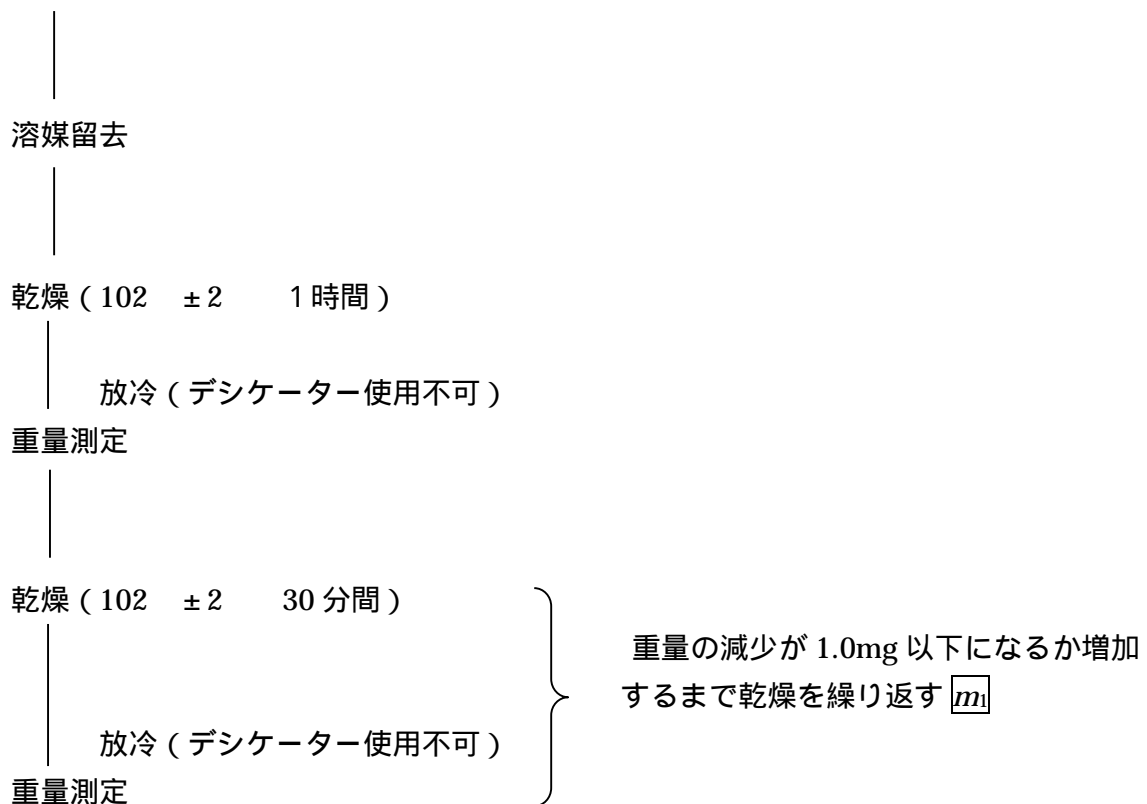 溶媒留去
乾燥（102　±2　　1時間）
放冷（デシケーター使用不可）
重量測定
乾燥（102　±2　　30分間）
重量の減少が 1.0mg 以下になるか増加
するまで乾燥を繰り返す m1
放冷（デシケーター使用不可）
重量測定